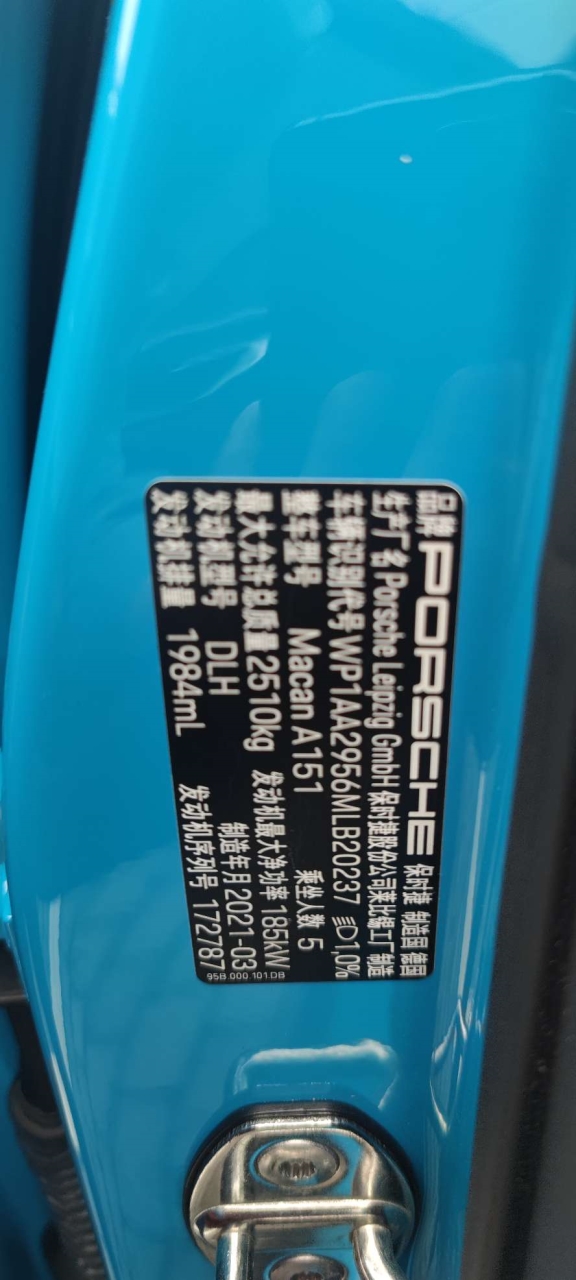 品牌 PORSCHE 保时捷 制造国 德国
生产厂名 Porsche Leipzig GmbH 保时捷股份公司莱比锡工厂制造
车辆识别代号 WP1AA2956MLB20237 1,0%
整车型号 Macan A151 乘坐人数 5
最大允许总质量 2510kg 发动机最大净功率 185kW
发动机型号 DLH 制造年月 2021-03
发动机排量 1984mL 发动机序列号 172787
95B.000.101.DB